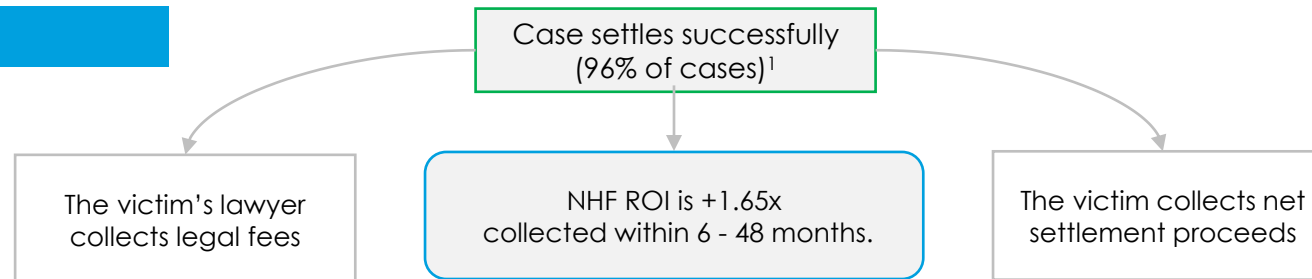 Case settles successfully
(96% of cases)1
The victim’s lawyer
collects legal fees
NHF ROI is +1.65x
collected within 6 - 48 months.
The victim collects net
settlement proceeds